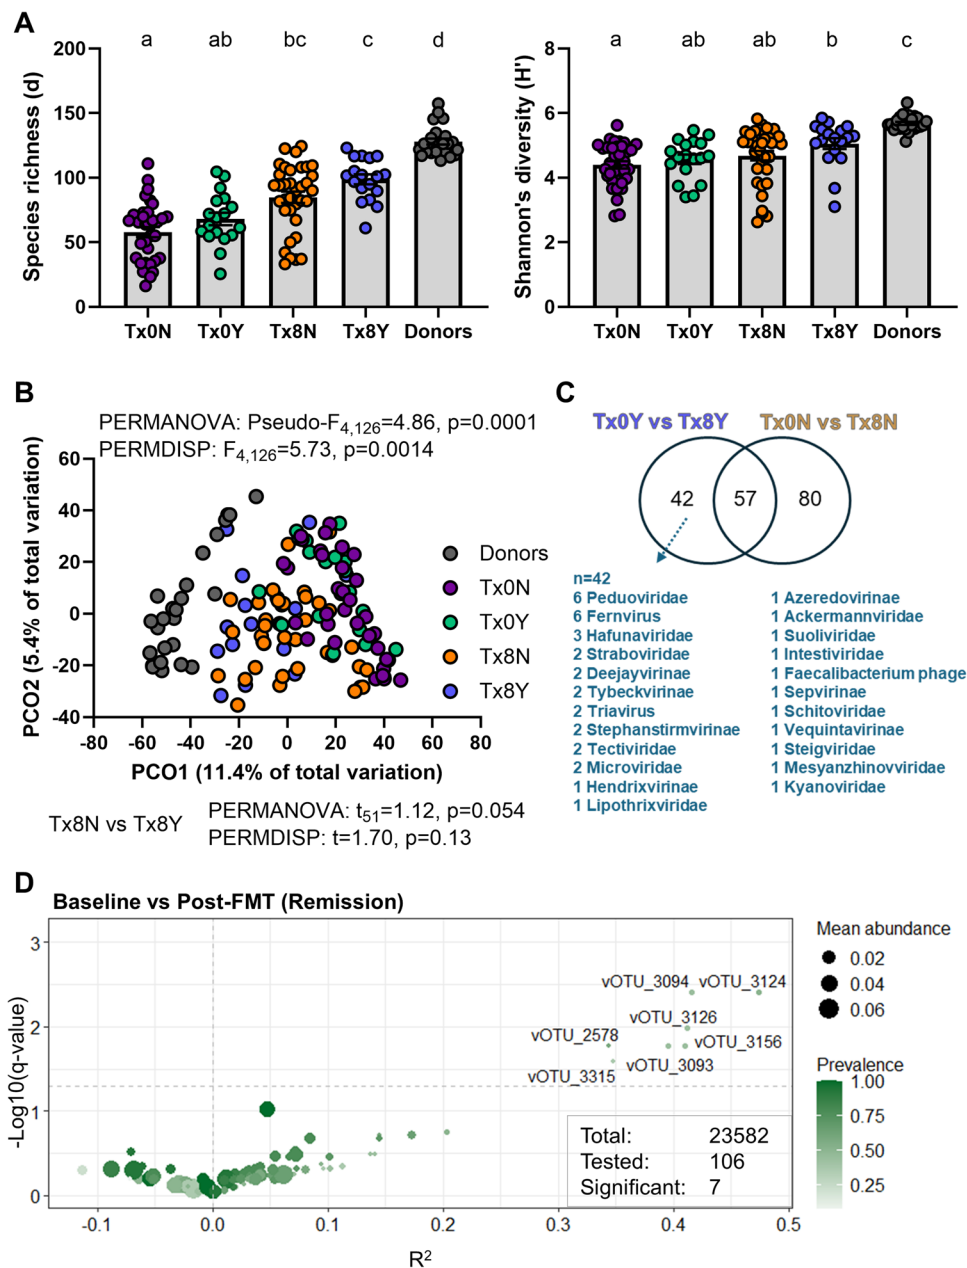 A
a ab bc c d
200
150
100
50
0
Species richness (d)
Tx0N Tx0Y Tx8N Tx8Y Donors
a ab ab b c
8
6
4
2
0
Shannon's diversity (H')
Tx0N Tx0Y Tx8N Tx8Y Donors
B
PERMANOVA: Pseudo-F4,126=4.86, p=0.0001
PERMDISP: F4,126=5.73, p=0.0014
60
40
20
0
-20
-40
PCO2 (5.4% of total variation)
-80 -60 -40 -20 0 20 40 60 80
PCO1 (11.4% of total variation)
Donors
Tx0N
Tx0Y
Tx8N
Tx8Y
Tx8N vs Tx8Y
PERMANOVA: t51=1.12, p=0.054
PERMDISP: t=1.70, p=0.13
C
Tx0Y vs Tx8Y Tx0N vs Tx8N
42 57 80
n=42
6 Peduoviridae
6 Fernvirus
3 Hafunaviridae
2 Straboviridae
2 Deejayvirinae
2 Tybeckvirinae
2 Triavirus
2 Stephanstirmvirinae
2 Tectiviridae
2 Microviridae
1 Hendrixvirinae
1 Lipothrixviridae
1 Azeredovirinae
1 Ackermannviridae
1 Suoliviridae
1 Intestiviridae
1 Faecalibacterium phage
1 Sepvirinae
1 Schitoviridae
1 Vequintavirinae
1 Steigviridae
1 Mesyanzhinovviridae
1 Kyanoviridae
D
Baseline vs Post-FMT (Remission)
3
2
1
0
-Log10(q-value)
vOTU_3094 vOTU_3124
vOTU_3126
vOTU_2578
vOTU_3156
vOTU_3093
vOTU_3315
Total: 23582
Tested: 106
Significant: 7
-0.1 0.0 0.1 0.2 0.3 0.4 0.5
R2
Mean abundance
0.02
0.04
0.06
Prevalence
1.00
0.75
0.50
0.25